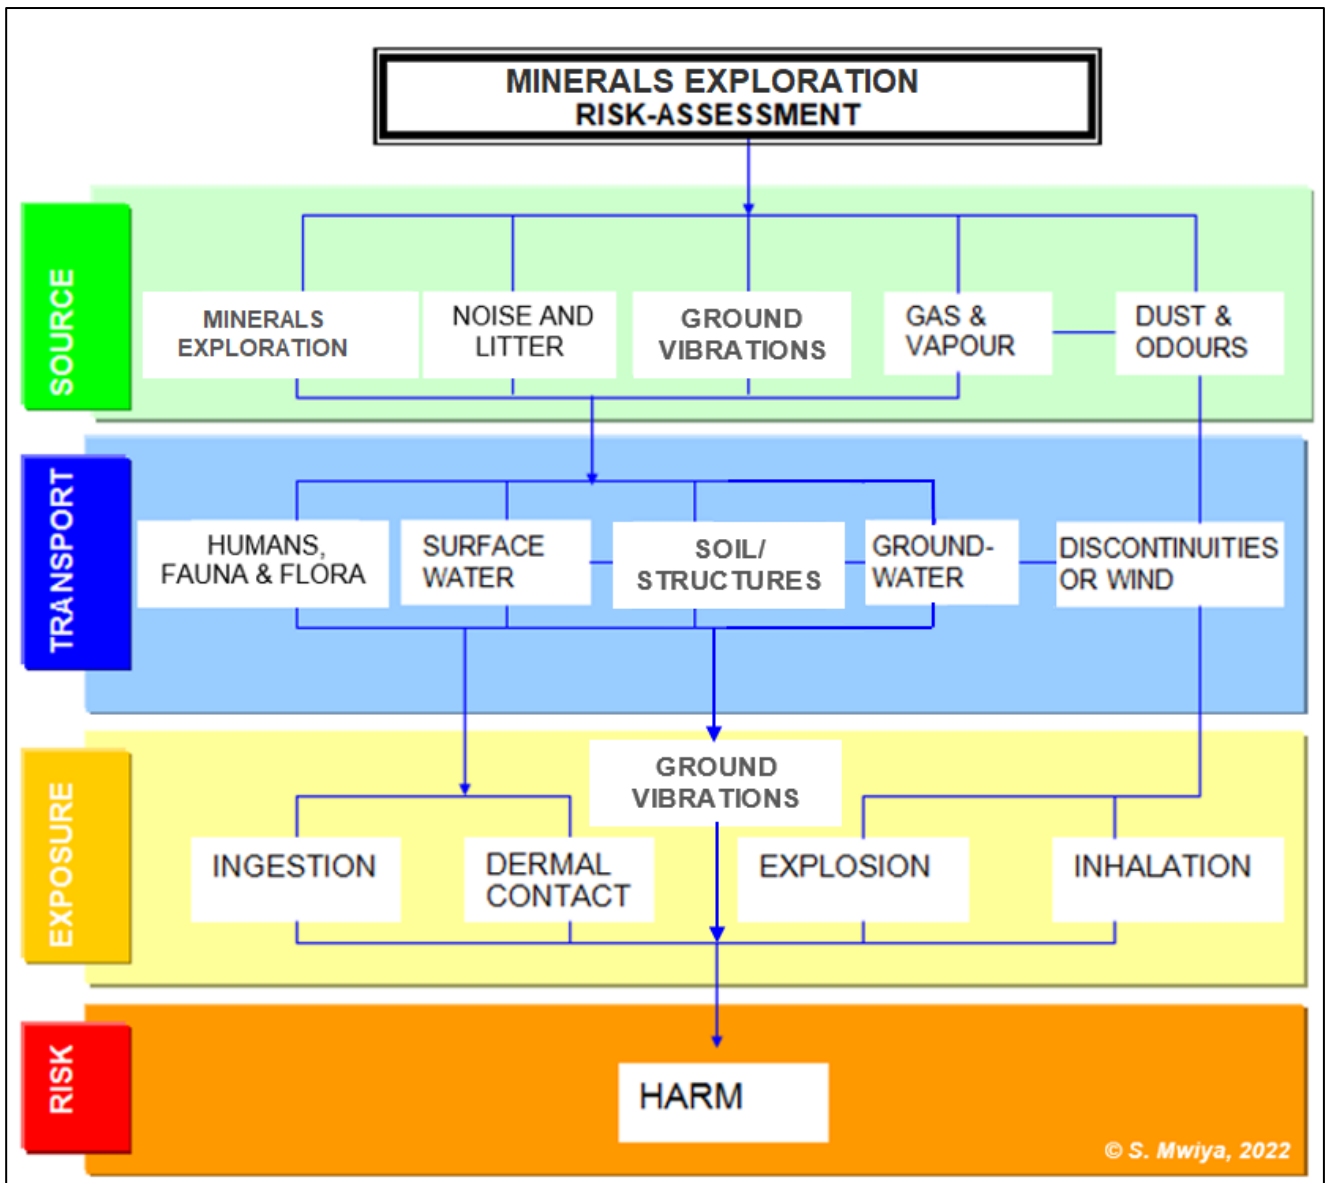 MINERALS EXPLORATION
RISK-ASSESSMENT
SOURCE
MINERALS
EXPLORATION
NOISE AND
LITTER
GROUND
VIBRATIONS
GAS &
VAPOUR
DUST &
ODOURS
TRANSPORT
HUMANS,
FAUNA & FLORA
SURFACE
WATER
SOIL/
STRUCTURES
GROUND-
WATER
DISCONTINUITIES
OR WIND
EXPOSURE
GROUND
VIBRATIONS
INGESTION
DERMAL
CONTACT
EXPLOSION
INHALATION
RISK
HARM
© S. Mwiya, 2022